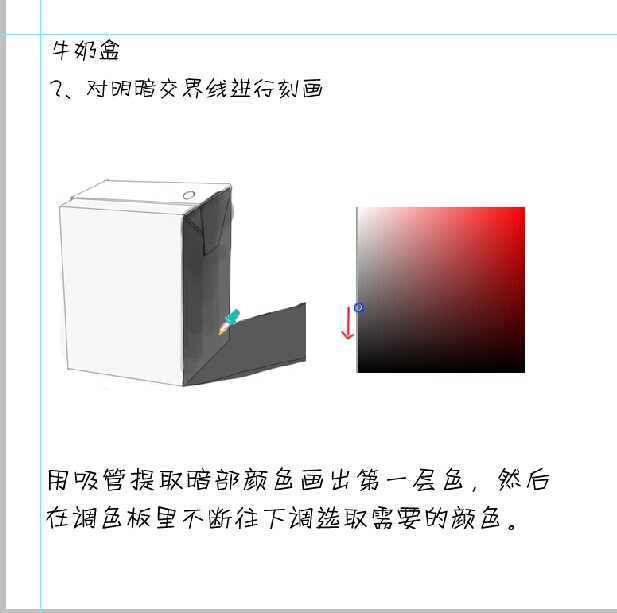 牛奶盒
2、对明暗交界线进行刻画
用吸管提取暗部颜色画出第一层色，然后
在调色板里不断往下调选取需要的颜色。